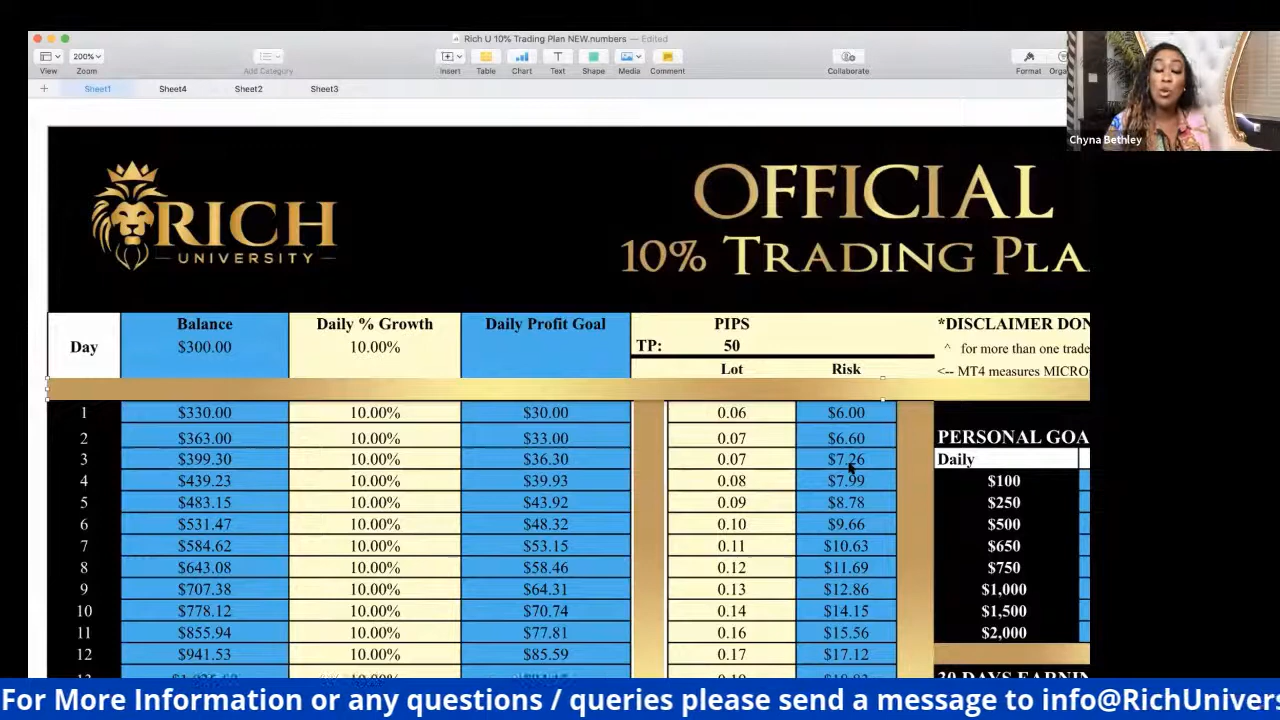 Rich U 10% Trading Plan NEW.numbers — Edited
200%
View Zoom Add Category Insert Table Chart Text Shape Media Comment Collaborate Format
Sheet1 Sheet4 Sheet2 Sheet3
Chyna Bethley
RICH
UNIVERSITY
OFFICIAL
10% TRADING PLA
Day
Balance Daily % Growth Daily Profit Goal PIPS *DISCLAIMER DON
$300.00 10.00% TP: 50 ^ for more than one trade
Lot Risk <-- MT4 measures MICRO
1 $330.00 10.00% $30.00 0.06 $6.00
2 $363.00 10.00% $33.00 0.07 $6.60 PERSONAL GOA
3 $399.30 10.00% $36.30 0.07 $7.26 Daily
4 $439.23 10.00% $39.93 0.08 $7.99 $100
5 $483.15 10.00% $43.92 0.09 $8.78 $250
6 $531.47 10.00% $48.32 0.10 $9.66 $500
7 $584.62 10.00% $53.15 0.11 $10.63 $650
8 $643.08 10.00% $58.46 0.12 $11.69 $750
9 $707.38 10.00% $64.31 0.13 $12.86 $1,000
10 $778.12 10.00% $70.74 0.14 $14.15 $1,500
11 $855.94 10.00% $77.81 0.16 $15.56 $2,000
12 $941.53 10.00% $85.59 0.17 $17.12
For More Information or any questions / queries please send a message to info@RichUnivers